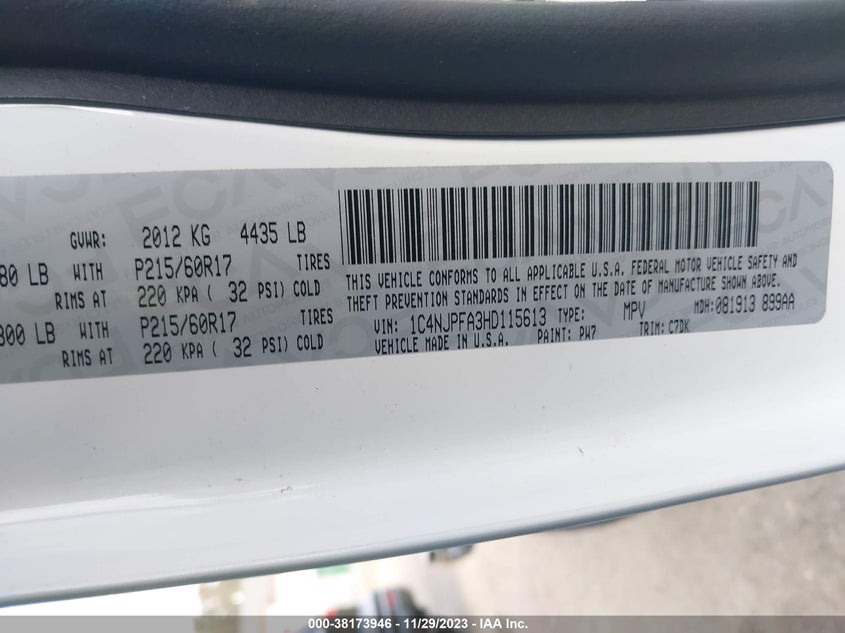 GVWR: 2012 KG 4435 LB
80 LB WITH P215/60R17 TIRES
RIMS AT 220 KPA ( 32 PSI) COLD
300 LB WITH P215/60R17 TIRES
RIMS AT 220 KPA ( 32 PSI) COLD
THIS VEHICLE CONFORMS TO ALL APPLICABLE U.S.A. FEDERAL MOTOR VEHICLE SAFETY AND
THEFT PREVENTION STANDARDS IN EFFECT ON THE DATE OF MANUFACTURE SHOWN ABOVE.
VIN: 1C4NJPFA3HD115613 TYPE: MPV MDH: 081913 899AA
VEHICLE MADE IN U.S.A. PAINT: PW7 TRIM: C7DK
000-38173946 - 11/29/2023 - IAA Inc.